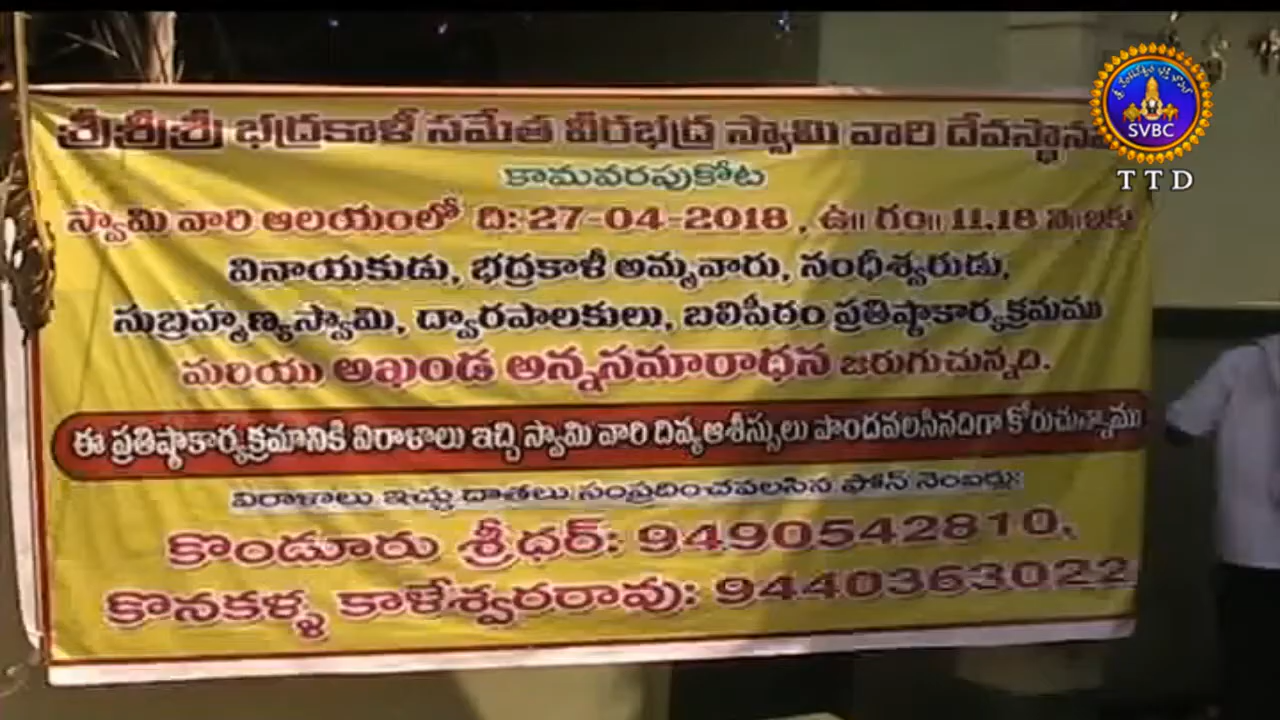 శ్రీశ్రీశ్రీ భద్రకాళీ సమేత వీరభద్ర స్వామి వారి దేవస్థాన
కామవరపుకోట
స్వామి వారి ఆలయంలో ది: 27-04-2018 , ఉ॥ గం॥ 11.18 ని॥లకు
వినాయకుడు, భద్రకాళీ అమ్మవారు, నంధీశ్వరుడు,
సుబ్రహ్మణ్యస్వామి, ద్వారపాలకులు, బలిపీఠం ప్రతిష్టాకార్యక్రమము
మరియు అఖండ అన్నసమారాధన జరుగుచున్నది.
ఈ ప్రతిష్టాకార్యక్రమానికి విరాళాలు ఇచ్చి స్వామి వారి దివ్య ఆశీస్సులు పొందవలసినదిగా కోరుచున్నాము
విరాళాలు ఇచ్చు దాతలు సంప్రదించవలసిన ఫోన్ నెంబర్లు:
కొండూరు శ్రీధర్: 9490542810,
కొనకళ్ళ కాళేశ్వరరావు: 9440363022
SVBC
TTD